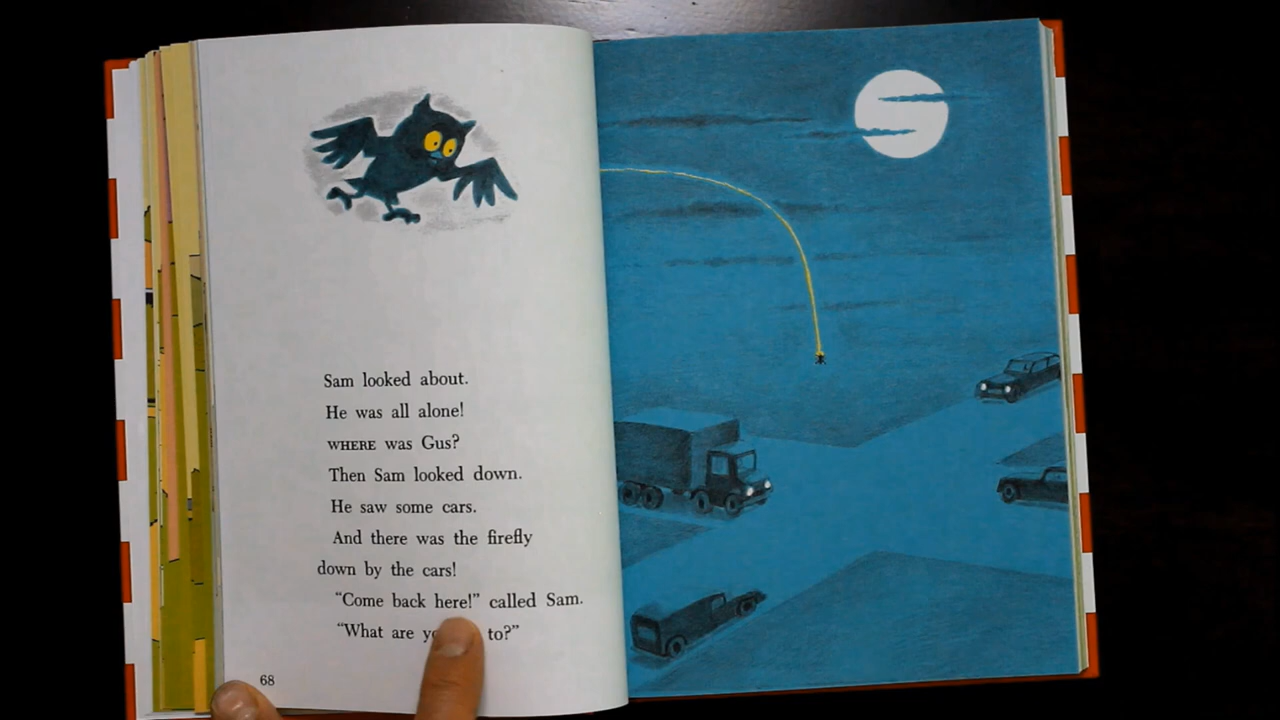 Sam looked about.
He was all alone!
WHERE was Gus?
Then Sam looked down.
He saw some cars.
And there was the firefly
down by the cars!
"Come back here!" called Sam.
"What are to?"
68